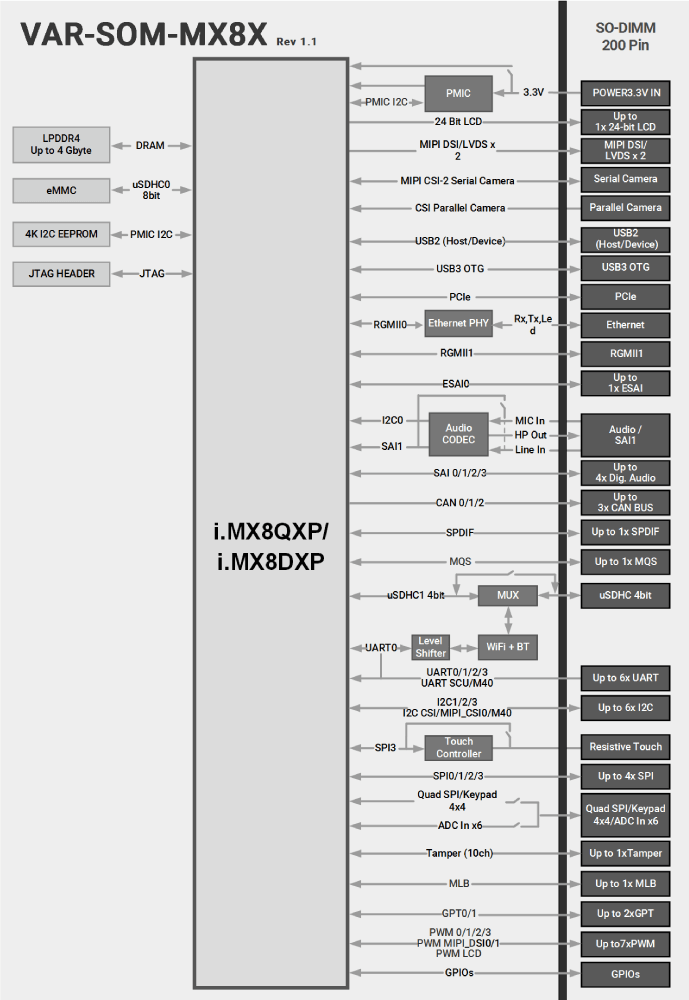 VAR-SOM-MX8X Rev 1.1
SO-DIMM
200 Pin
LPDDR4
Up to 4 Gbyte
DRAM
eMMC
uSDHC0
8bit
4K I2C EEPROM
PMIC I2C
JTAG HEADER
JTAG
i.MX8QXP/
i.MX8DXP
PMIC I2C
PMIC
3.3V
POWER3.3V IN
24 Bit LCD
Up to
1x 24-bit LCD
MIPI DSI/LVDS x
2
MIPI DSI/
LVDS x 2
MIPI CSI-2 Serial Camera
Serial Camera
CSI Parallel Camera
Parallel Camera
USB2 (Host/Device)
USB2
(Host/Device)
USB3 OTG
USB3 OTG
PCIe
PCIe
RGMII0
Ethernet PHY
Rx,Tx,Le
d
Ethernet
RGMII1
RGMII1
ESAI0
Up to
1x ESAI
I2C0
SAI1
Audio
CODEC
MIC In
HP Out
Line In
Audio /
SAI1
SAI 0/1/2/3
Up to
4x Dig. Audio
CAN 0/1/2
Up to
3x CAN BUS
SPDIF
Up to 1x SPDIF
MQS
Up to 1x MQS
uSDHC1 4bit
MUX
uSDHC 4bit
UART0
Level
Shifter
WiFi + BT
UART0/1/2/3
UART SCU/M40
Up to 6x UART
I2C1/2/3
I2C CSI/MIPI_CSI0/M40
Up to 6x I2C
SPI3
Touch
Controller
Resistive Touch
SPI0/1/2/3
Up to 4x SPI
Quad SPI/Keypad
4x4
ADC In x6
Quad SPI/Keypad
4x4/ADC In x6
Tamper (10ch)
Up to 1xTamper
MLB
Up to 1x MLB
GPT0/1
Up to 2xGPT
PWM 0/1/2/3
PWM MIPI_DSI0/1
PWM LCD
Up to7xPWM
GPIOs
GPIOs